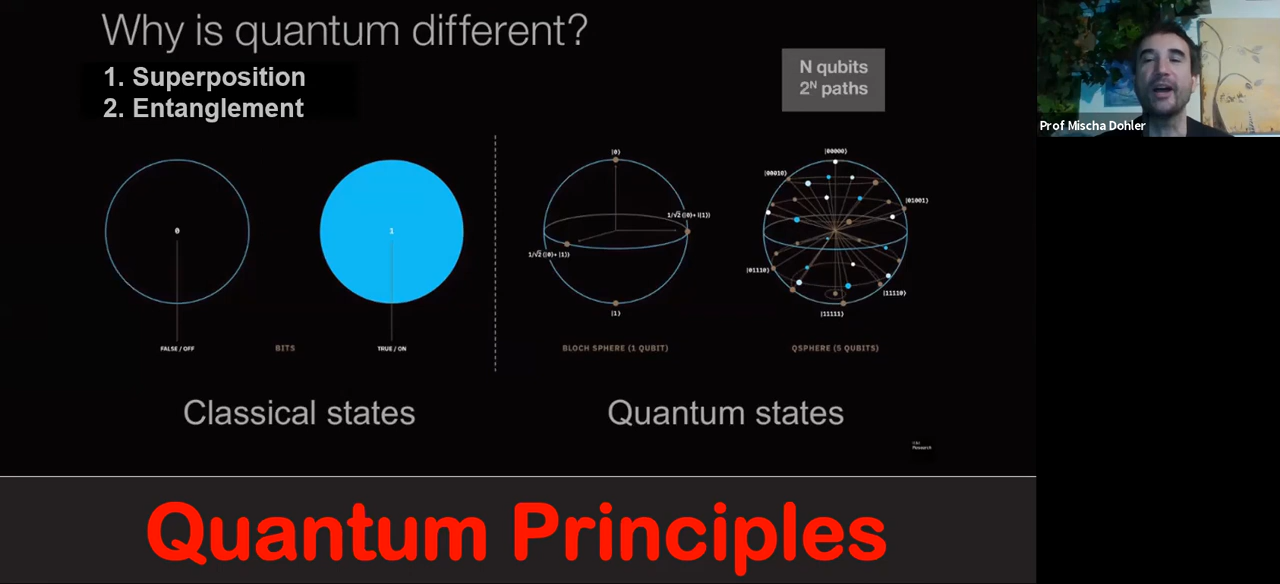 Why is quantum different?
1. Superposition
2. Entanglement
N qubits
2ᴺ paths
Prof Mischa Dohler
0
1
FALSE / OFF
BITS
TRUE / ON
|0⟩
1/√2 (|0⟩+ i|1⟩)
1/√2 (|0⟩+ |1⟩)
|1⟩
BLOCH SPHERE (1 QUBIT)
|00000⟩
|00010⟩
|01001⟩
|01110⟩
|11110⟩
|11111⟩
QSPHERE (5 QUBITS)
Classical states
Quantum states
Research
Quantum Principles